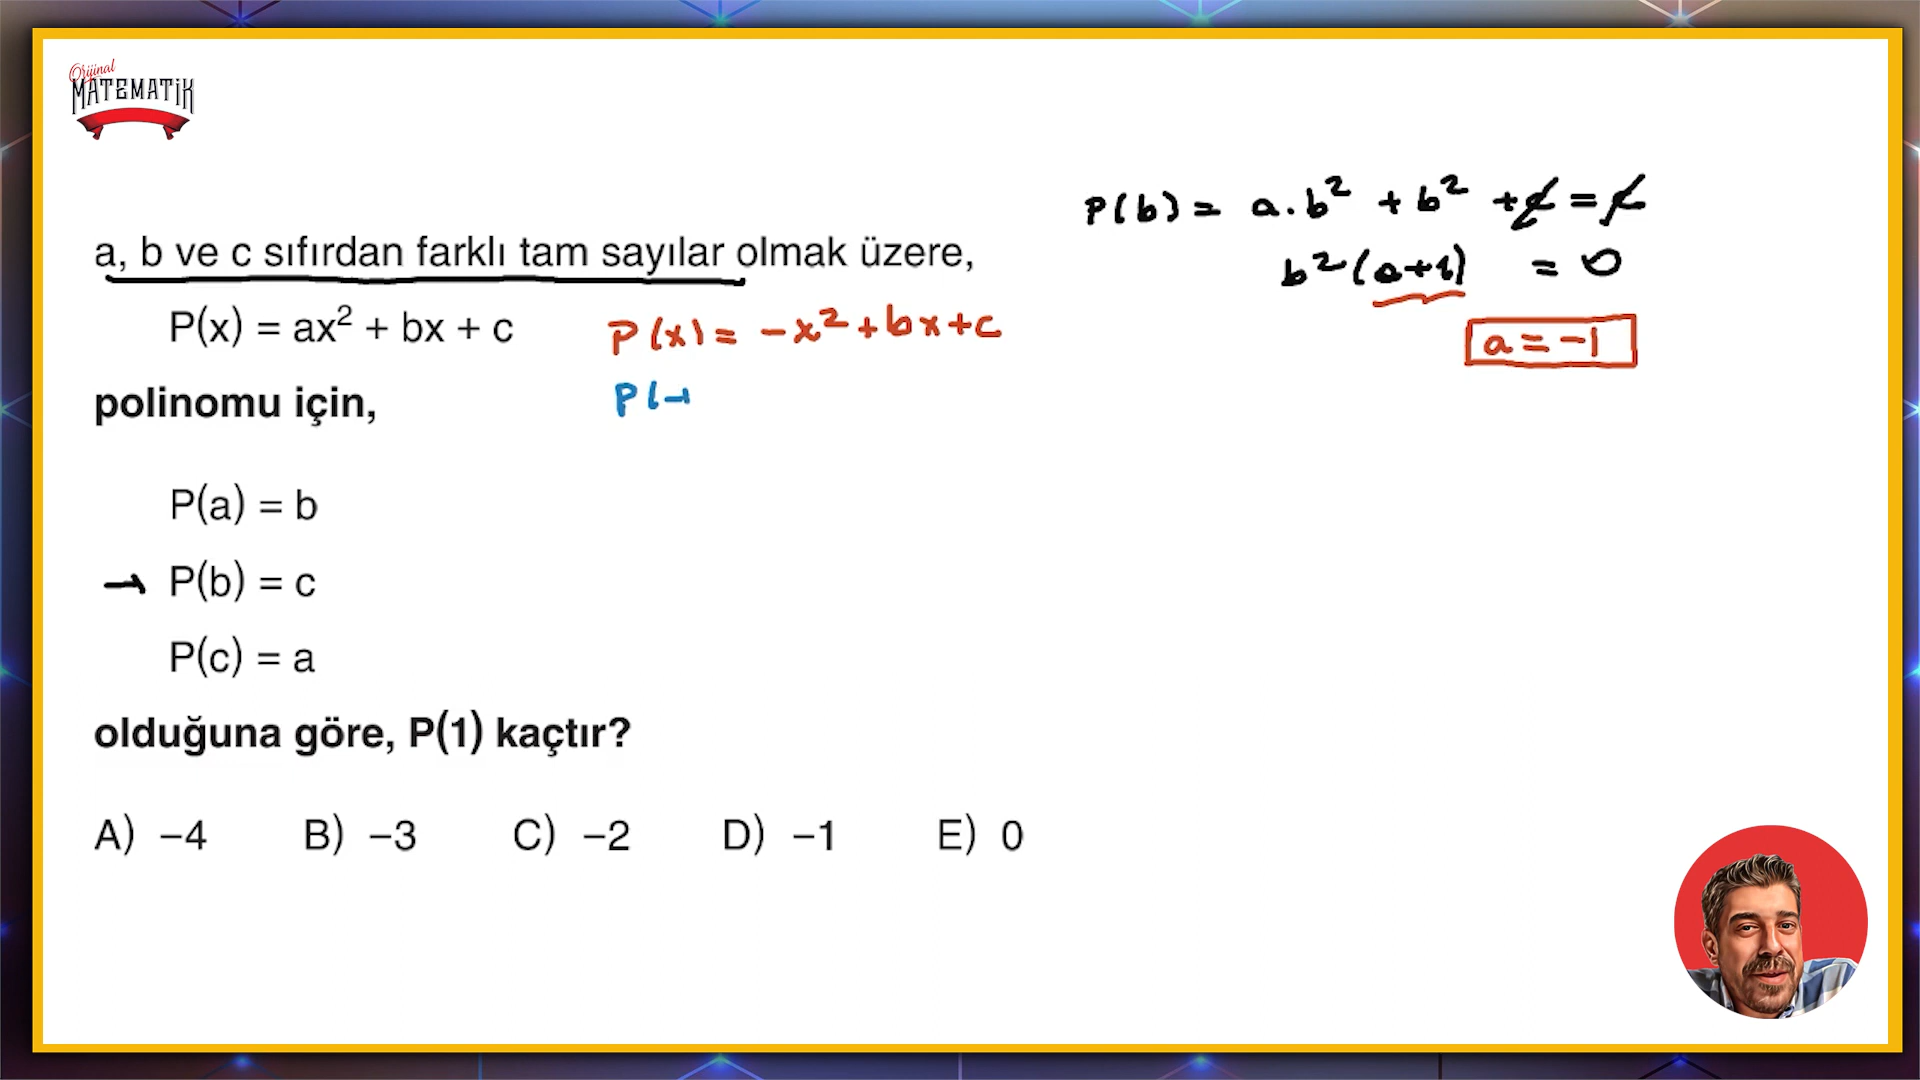 Orijinal
MATEMATİK
a, b ve c sıfırdan farklı tam sayılar olmak üzere,
P(x) = ax² + bx + c
polinomu için,
P(a) = b
→ P(b) = c
P(c) = a
olduğuna göre, P(1) kaçtır?
A) –4 B) –3 C) –2 D) –1 E) 0
P(x) = -x² + bx + c
P(-1
P(b) = a.b² + b² + c = c
b²(a+1) = 0
a = -1